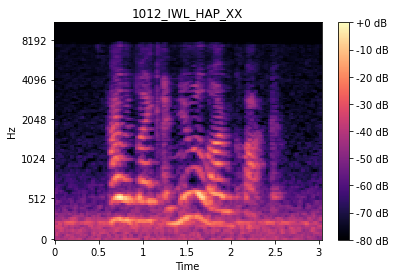 1012_IWL_HAP_XX
+0 dB
8192
-10 dB
4096
-20 dB
-30 dB
2048
-40 dB
Hz
1024
-50 dB
512
-60 dB
-70 dB
0
-80 dB
0 0.5 1 1.5 2 2.5 3
Time